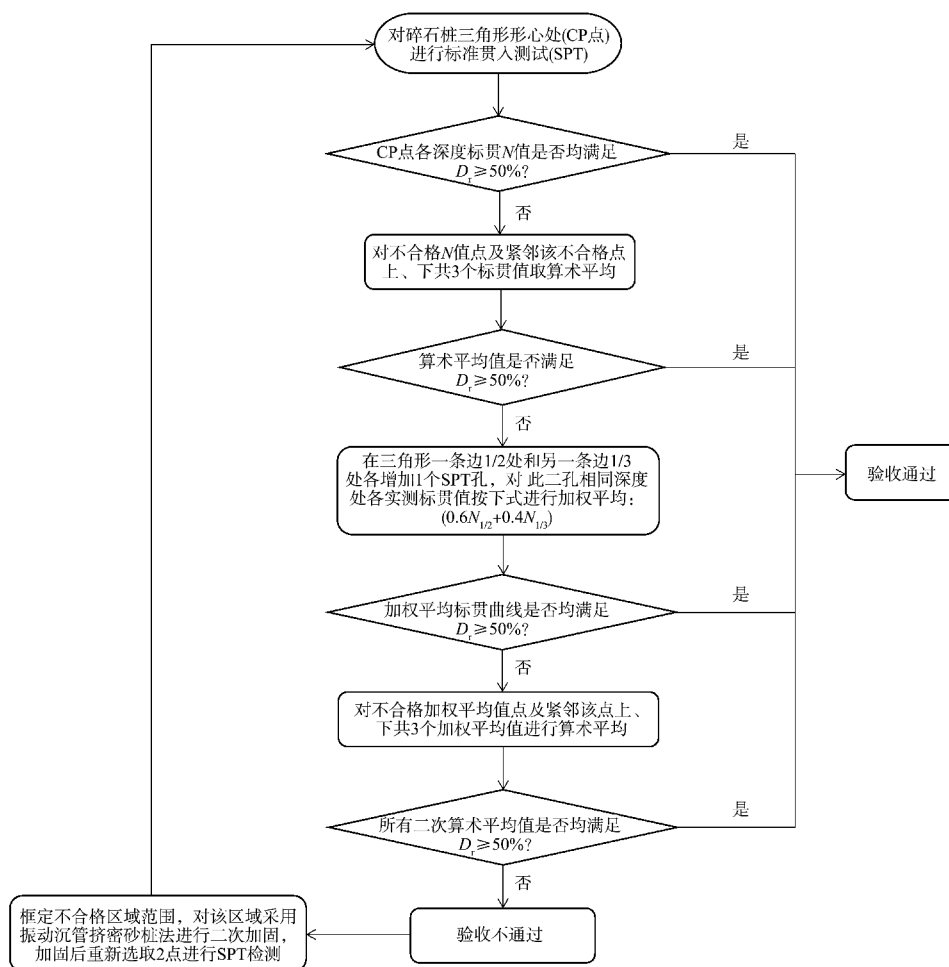 对碎石桩三角形形心处(CP点)
进行标准贯入测试(SPT)
CP点各深度标贯N值是否均满足
Dr≥50%?
是
否
对不合格N值点及紧邻该不合格点
上、下共3个标贯值取算术平均
算术平均值是否满足
Dr≥50%?
是
否
在三角形一条边1/2处和另一条边1/3
处各增加1个SPT孔，对 此二孔相同深度
处各实测标贯值按下式进行加权平均：
(0.6N1/2+0.4N1/3)
验收通过
加权平均标贯曲线是否均满足
Dr≥50%?
是
否
对不合格加权平均值点及紧邻该点上、
下共3个加权平均值进行算术平均
所有二次算术平均值是否均满足
Dr≥50%?
是
否
验收不通过
框定不合格区域范围，对该区域采用
振动沉管挤密砂桩法进行二次加固，
加固后重新选取2点进行SPT检测